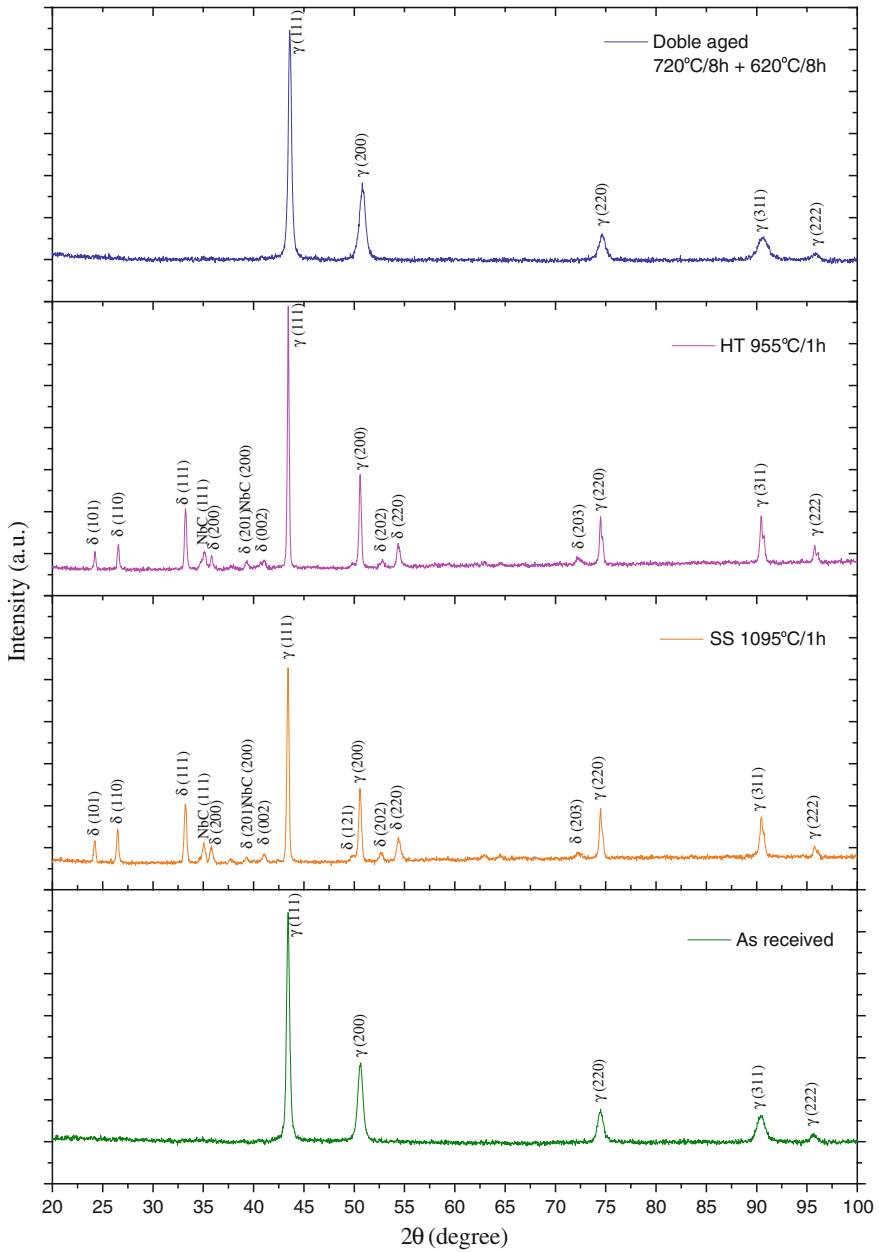 Intensity (a.u.)
Doble aged
720°C/8h + 620°C/8h
γ (111)
γ (200)
γ (220)
γ (311)
γ (222)
HT 955°C/1h
δ (101)
δ (110)
δ (111)
NbC (111)
δ (200)
δ (201)NbC (200)
δ (002)
γ (111)
γ (200)
δ (202)
δ (220)
δ (203)
γ (220)
γ (311)
γ (222)
SS 1095°C/1h
δ (101)
δ (110)
δ (111)
NbC (111)
δ (200)
δ (201)NbC (200)
δ (002)
γ (111)
δ (121)
γ (200)
δ (202)
δ (220)
δ (203)
γ (220)
γ (311)
γ (222)
As received
γ (111)
γ (200)
γ (220)
γ (311)
γ (222)
20 25 30 35 40 45 50 55 60 65 70 75 80 85 90 95 100
2θ (degree)